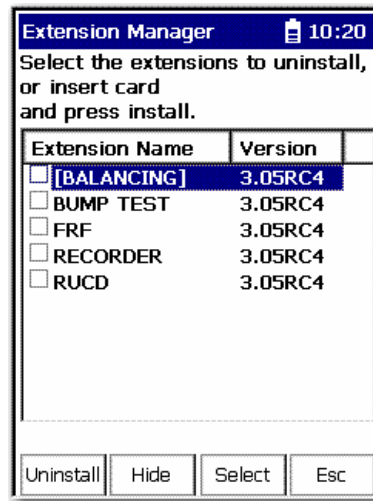 Extension Manager 10:20
Select the extensions to uninstall,
or insert card
and press install.
Extension Name Version
[BALANCING] 3.05RC4
BUMP TEST 3.05RC4
FRF 3.05RC4
RECORDER 3.05RC4
RUCD 3.05RC4
Uninstall Hide Select Esc